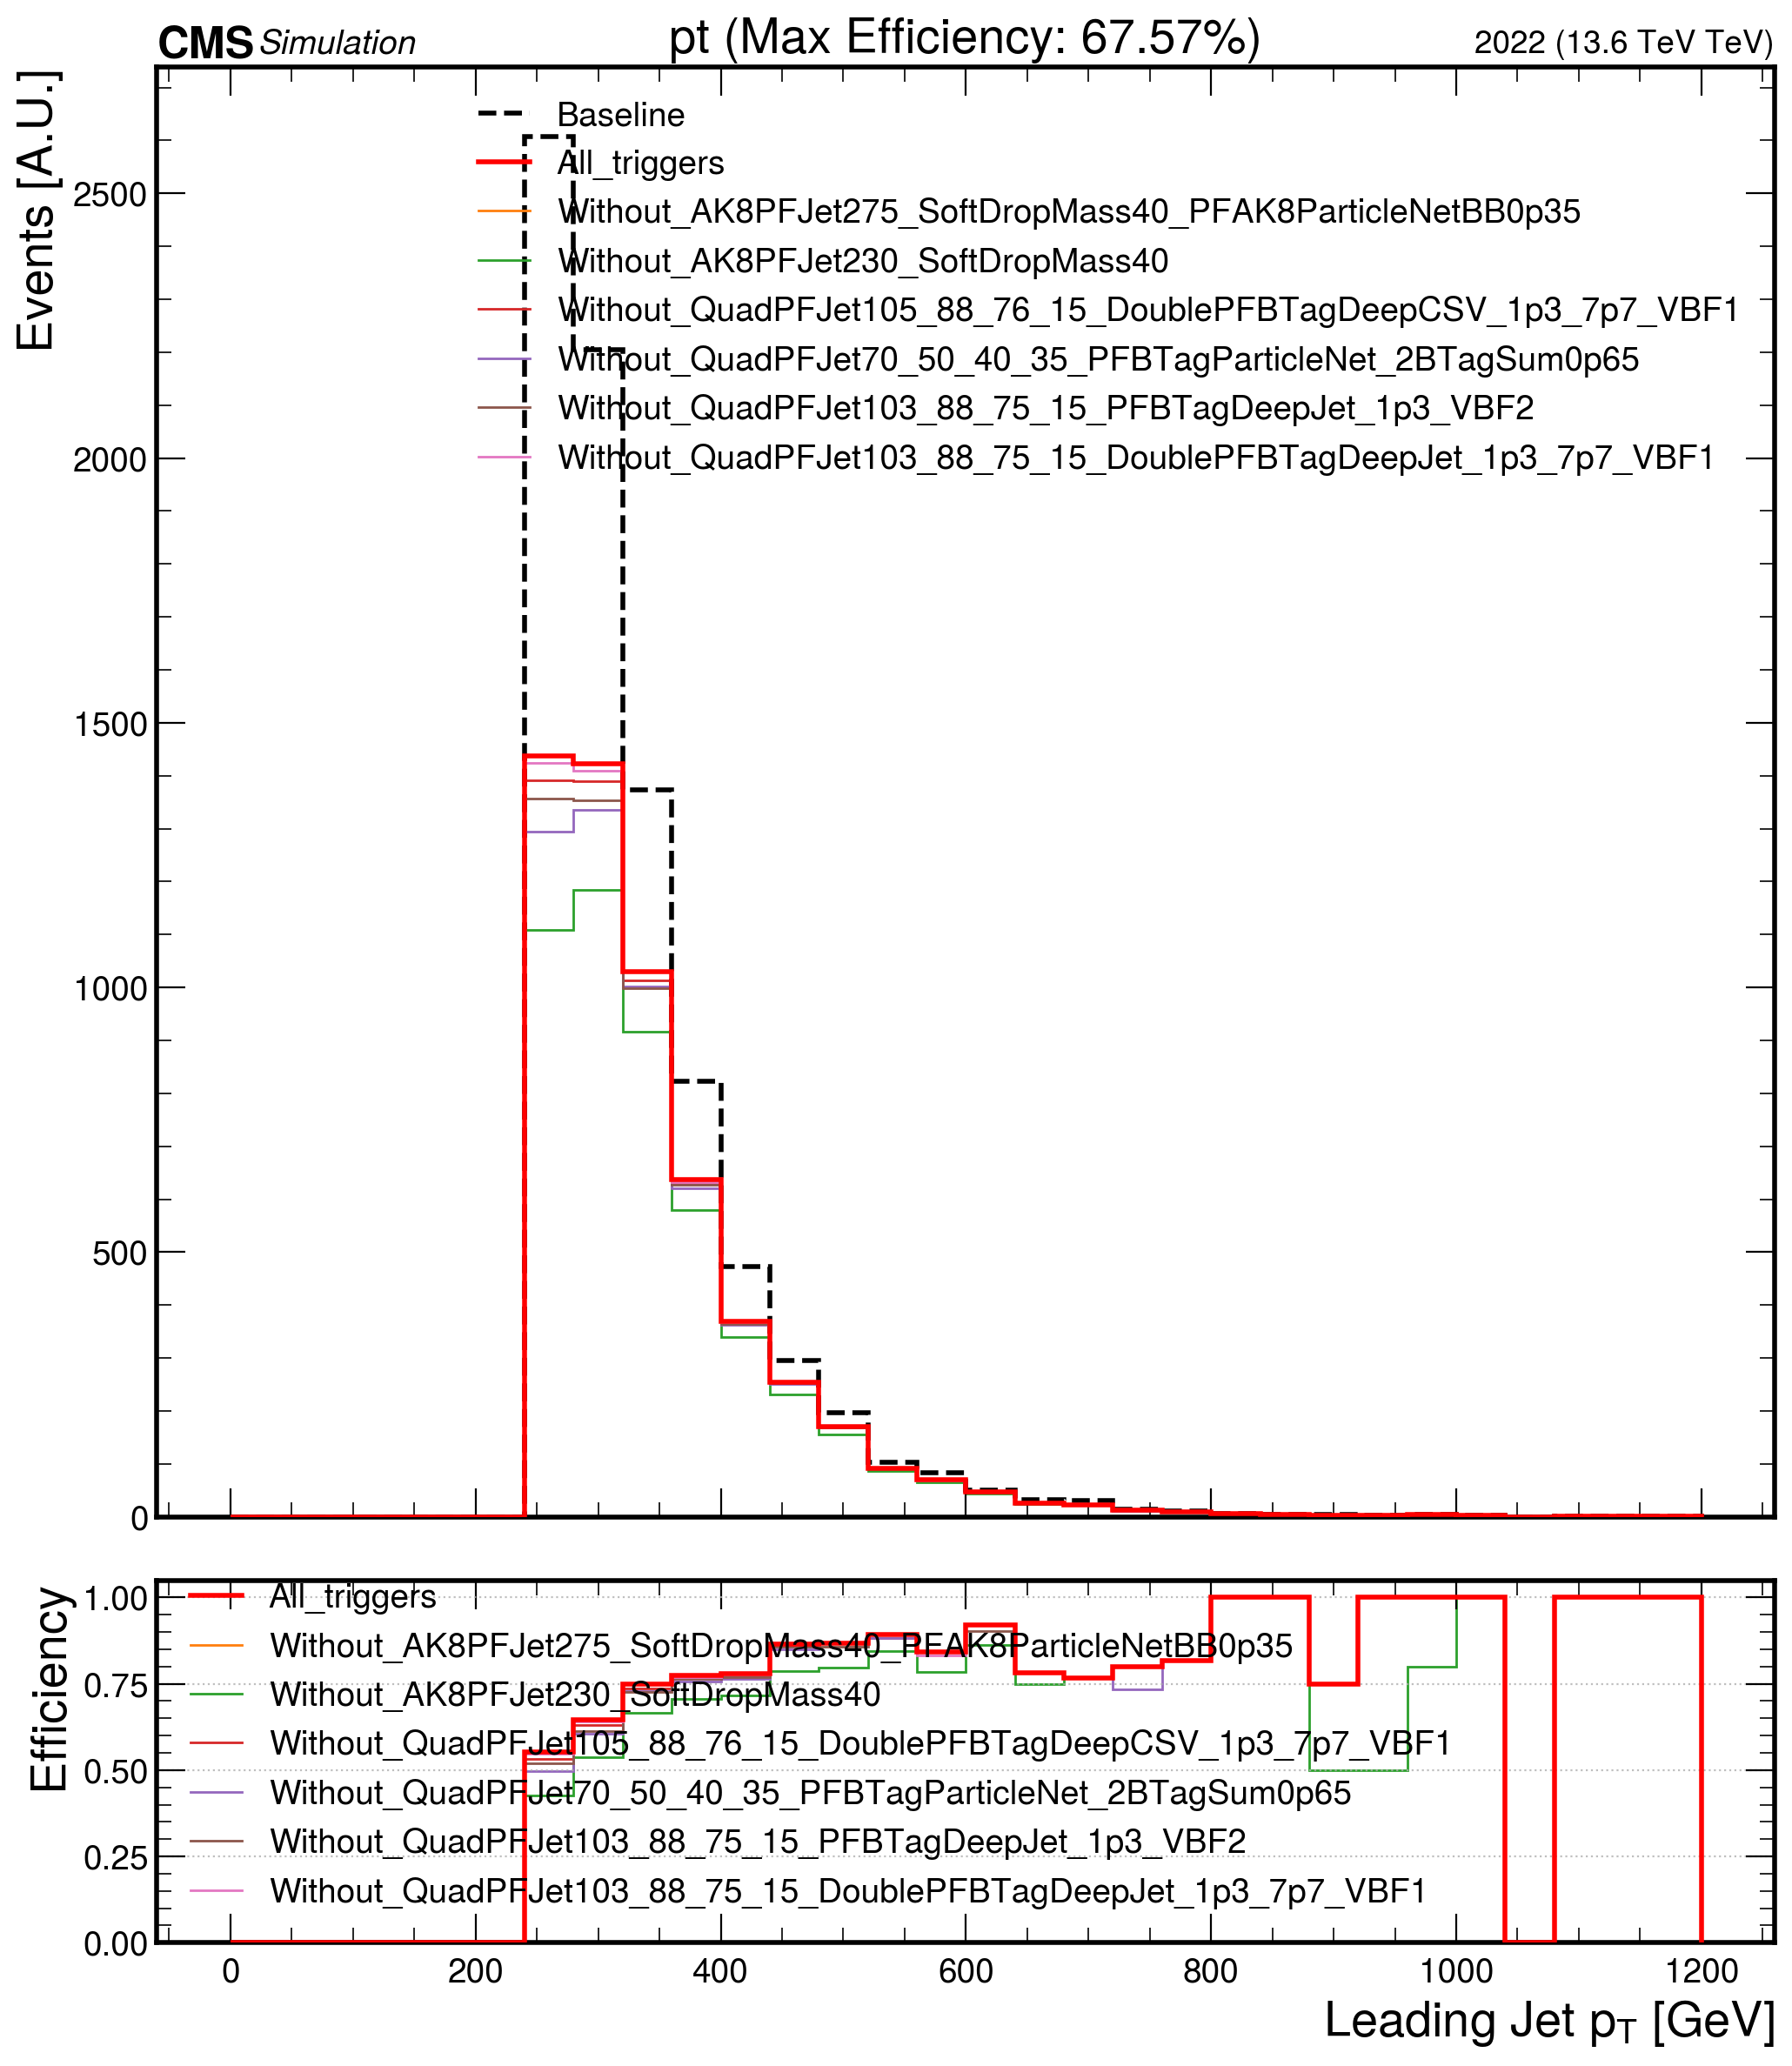 CMS Simulation pt (Max Efficiency: 67.57%) 2022 (13.6 TeV TeV)
Events [A.U.]
Baseline
All_triggers
Without_AK8PFJet275_SoftDropMass40_PFAK8ParticleNetBB0p35
Without_AK8PFJet230_SoftDropMass40
Without_QuadPFJet105_88_76_15_DoublePFBTagDeepCSV_1p3_7p7_VBF1
Without_QuadPFJet70_50_40_35_PFBTagParticleNet_2BTagSum0p65
Without_QuadPFJet103_88_75_15_PFBTagDeepJet_1p3_VBF2
Without_QuadPFJet103_88_75_15_DoublePFBTagDeepJet_1p3_7p7_VBF1
2500
2000
1500
1000
500
0
Efficiency
All_triggers
Without_AK8PFJet275_SoftDropMass40_PFAK8ParticleNetBB0p35
Without_AK8PFJet230_SoftDropMass40
Without_QuadPFJet105_88_76_15_DoublePFBTagDeepCSV_1p3_7p7_VBF1
Without_QuadPFJet70_50_40_35_PFBTagParticleNet_2BTagSum0p65
Without_QuadPFJet103_88_75_15_PFBTagDeepJet_1p3_VBF2
Without_QuadPFJet103_88_75_15_DoublePFBTagDeepJet_1p3_7p7_VBF1
1.00
0.75
0.50
0.25
0.00
0 200 400 600 800 1000 1200
Leading Jet pT [GeV]